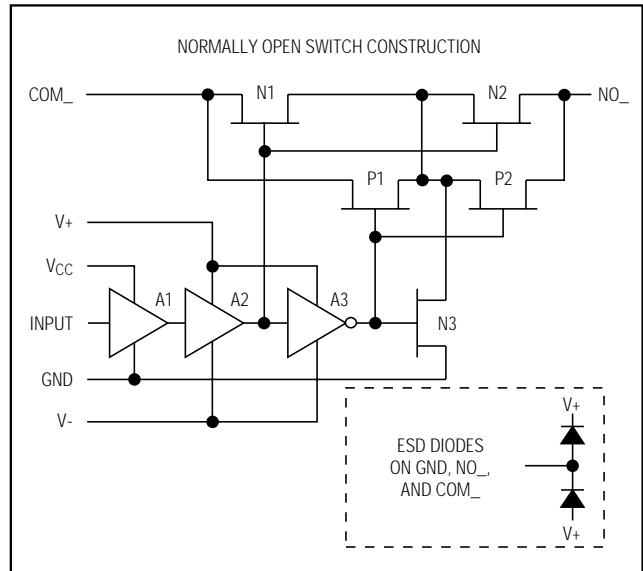 NORMALLY OPEN SWITCH CONSTRUCTION
COM_
N1
N2
NO_
P1
P2
V+
VCC
A1
A2
A3
INPUT
N3
GND
V-
V+
ESD DIODES
ON GND, NO_,
AND COM_
V+